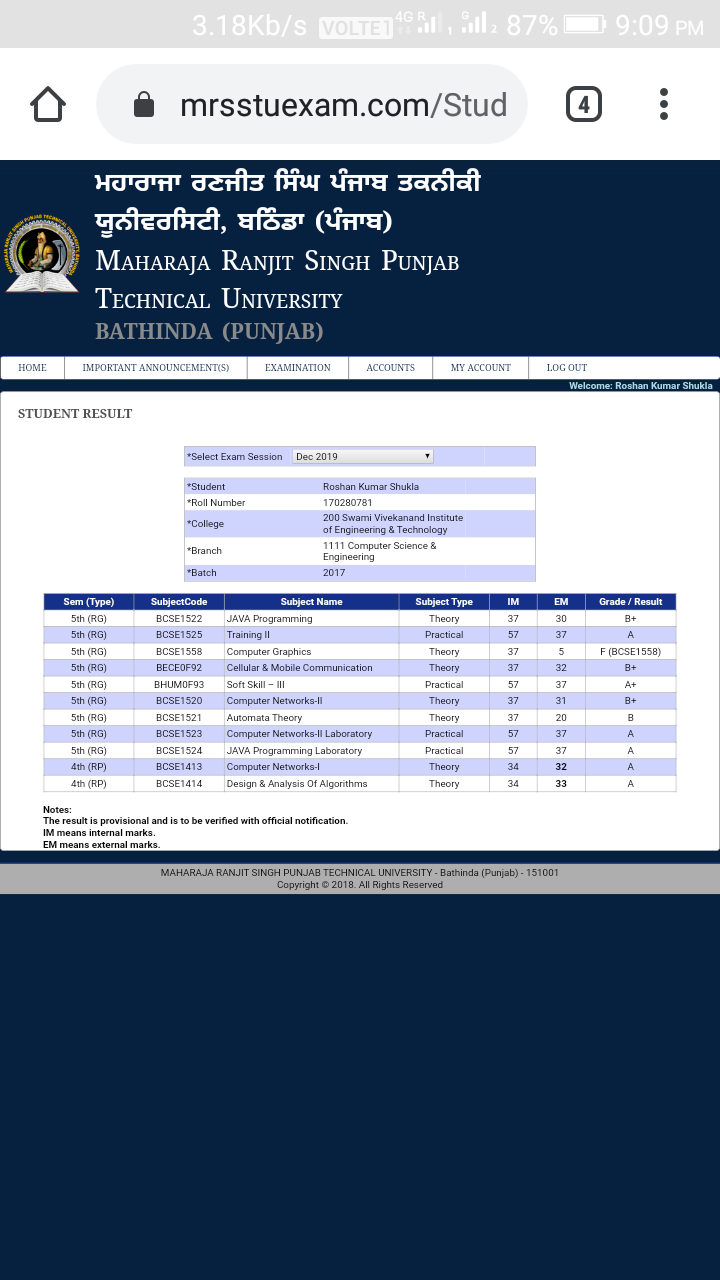 3.18Kb/s VOLTE1 4G R 1 G 2 87% 9:09 PM
mrsstuexam.com/Stud 4
ਮਹਾਰਾਜਾ ਰਣਜੀਤ ਸਿੰਘ ਪੰਜਾਬ ਤਕਨੀਕੀ
ਯੂਨੀਵਰਸਿਟੀ, ਬਠਿੰਡਾ (ਪੰਜਾਬ)
Maharaja Ranjit Singh Punjab
Technical University
BATHINDA (PUNJAB)
HOME IMPORTANT ANNOUNCEMENT(S) EXAMINATION ACCOUNTS MY ACCOUNT LOG OUT
Welcome: Roshan Kumar Shukla
STUDENT RESULT
*Select Exam Session Dec 2019
*Student Roshan Kumar Shukla
*Roll Number 170280781
*College 200 Swami Vivekanand Institute
of Engineering & Technology
*Branch 1111 Computer Science &
Engineering
*Batch 2017
Sem (Type) SubjectCode Subject Name Subject Type IM EM Grade / Result
5th (RG) BCSE1522 JAVA Programming Theory 37 30 B+
5th (RG) BCSE1525 Training II Practical 57 37 A
5th (RG) BCSE1558 Computer Graphics Theory 37 5 F (BCSE1558)
5th (RG) BECE0F92 Cellular & Mobile Communication Theory 37 32 B+
5th (RG) BHUM0F93 Soft Skill – III Practical 57 37 A+
5th (RG) BCSE1520 Computer Networks-II Theory 37 31 B+
5th (RG) BCSE1521 Automata Theory Theory 37 20 B
5th (RG) BCSE1523 Computer Networks-II Laboratory Practical 57 37 A
5th (RG) BCSE1524 JAVA Programming Laboratory Practical 57 37 A
4th (RP) BCSE1413 Computer Networks-I Theory 34 32 A
4th (RP) BCSE1414 Design & Analysis Of Algorithms Theory 34 33 A
Notes:
The result is provisional and is to be verified with official notification.
IM means internal marks.
EM means external marks.
MAHARAJA RANJIT SINGH PUNJAB TECHNICAL UNIVERSITY - Bathinda (Punjab) - 151001
Copyright © 2018. All Rights Reserved